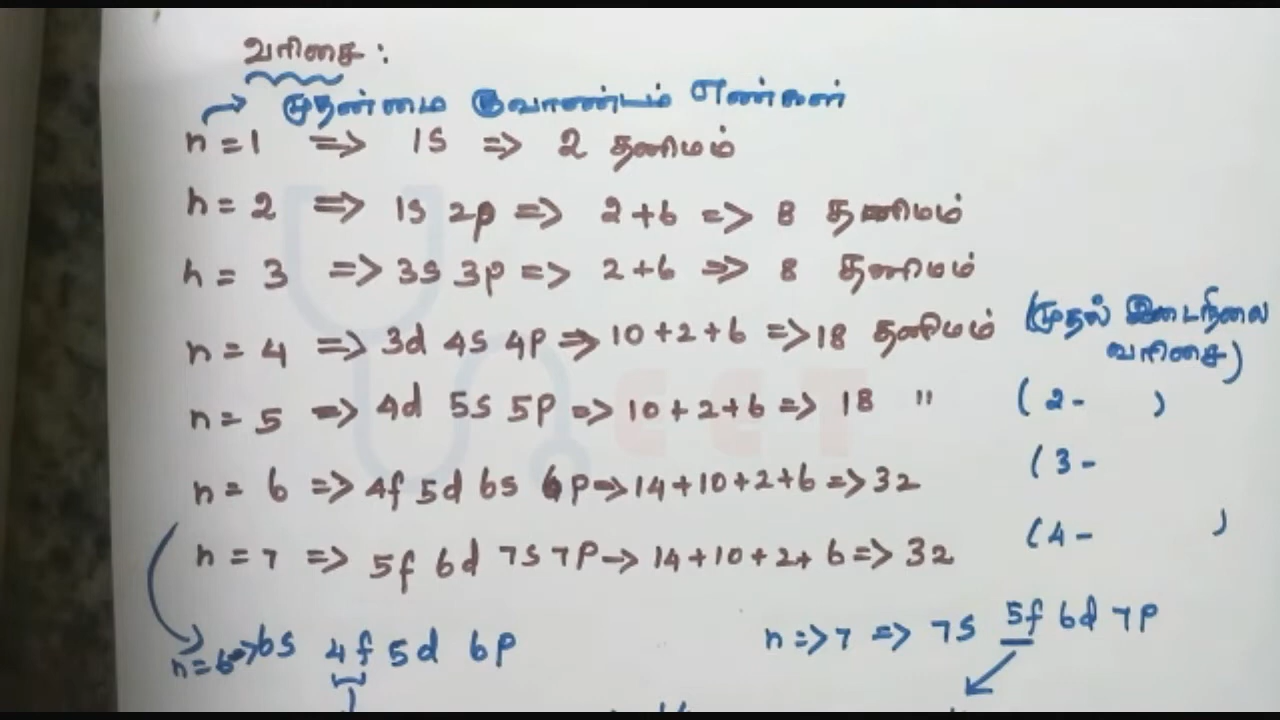 வரிசை :
முதன்மை குவாண்டம் எண்கள்
n = 1 => 1S => 2 தனிமம்
n = 2 => 1s 2p => 2+6 => 8 தனிமம்
n = 3 => 3s 3p => 2+6 => 8 தனிமம்
n = 4 => 3d 4s 4p => 10+2+6 => 18 தனிமம் (முதல் இடைநிலை
வரிசை)
n = 5 => 4d 5s 5p => 10+2+6 => 18 " ( 2- )
n = 6 => 4f 5d 6s 6p => 14+10+2+6 => 32 ( 3 -
n = 7 => 5f 6d 7s 7p -> 14+10+2+6 => 32 ( 4 - )
n=6 => 6s 4f 5d 6p n => 7 => 7s 5f 6d 7p